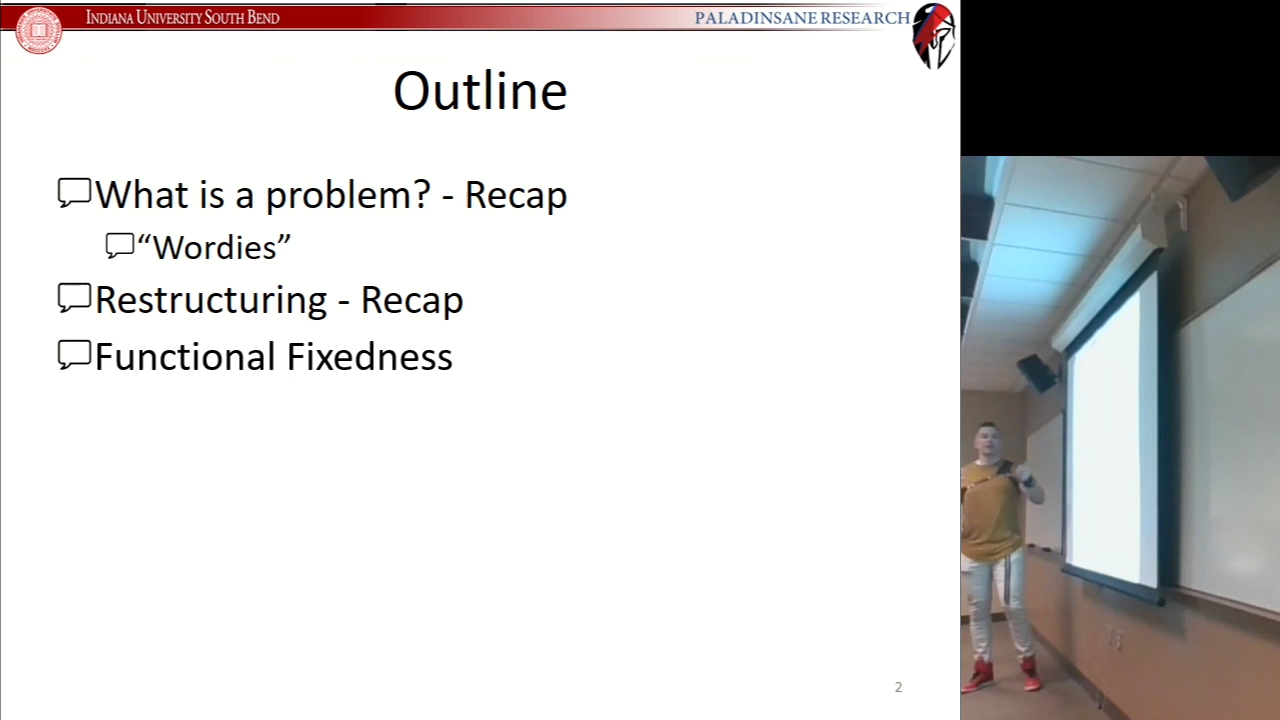 INDIANA UNIVERSITY SOUTH BEND
PALADINSANE RESEARCH
Outline
What is a problem? - Recap
“Wordies”
Restructuring - Recap
Functional Fixedness
2